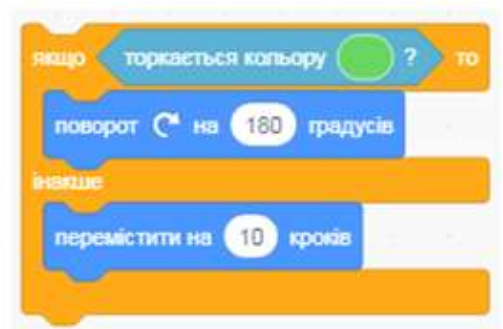 якщо торкається кольору ? то
поворот на 180 градусів
інакше
перемістити на 10 кроків